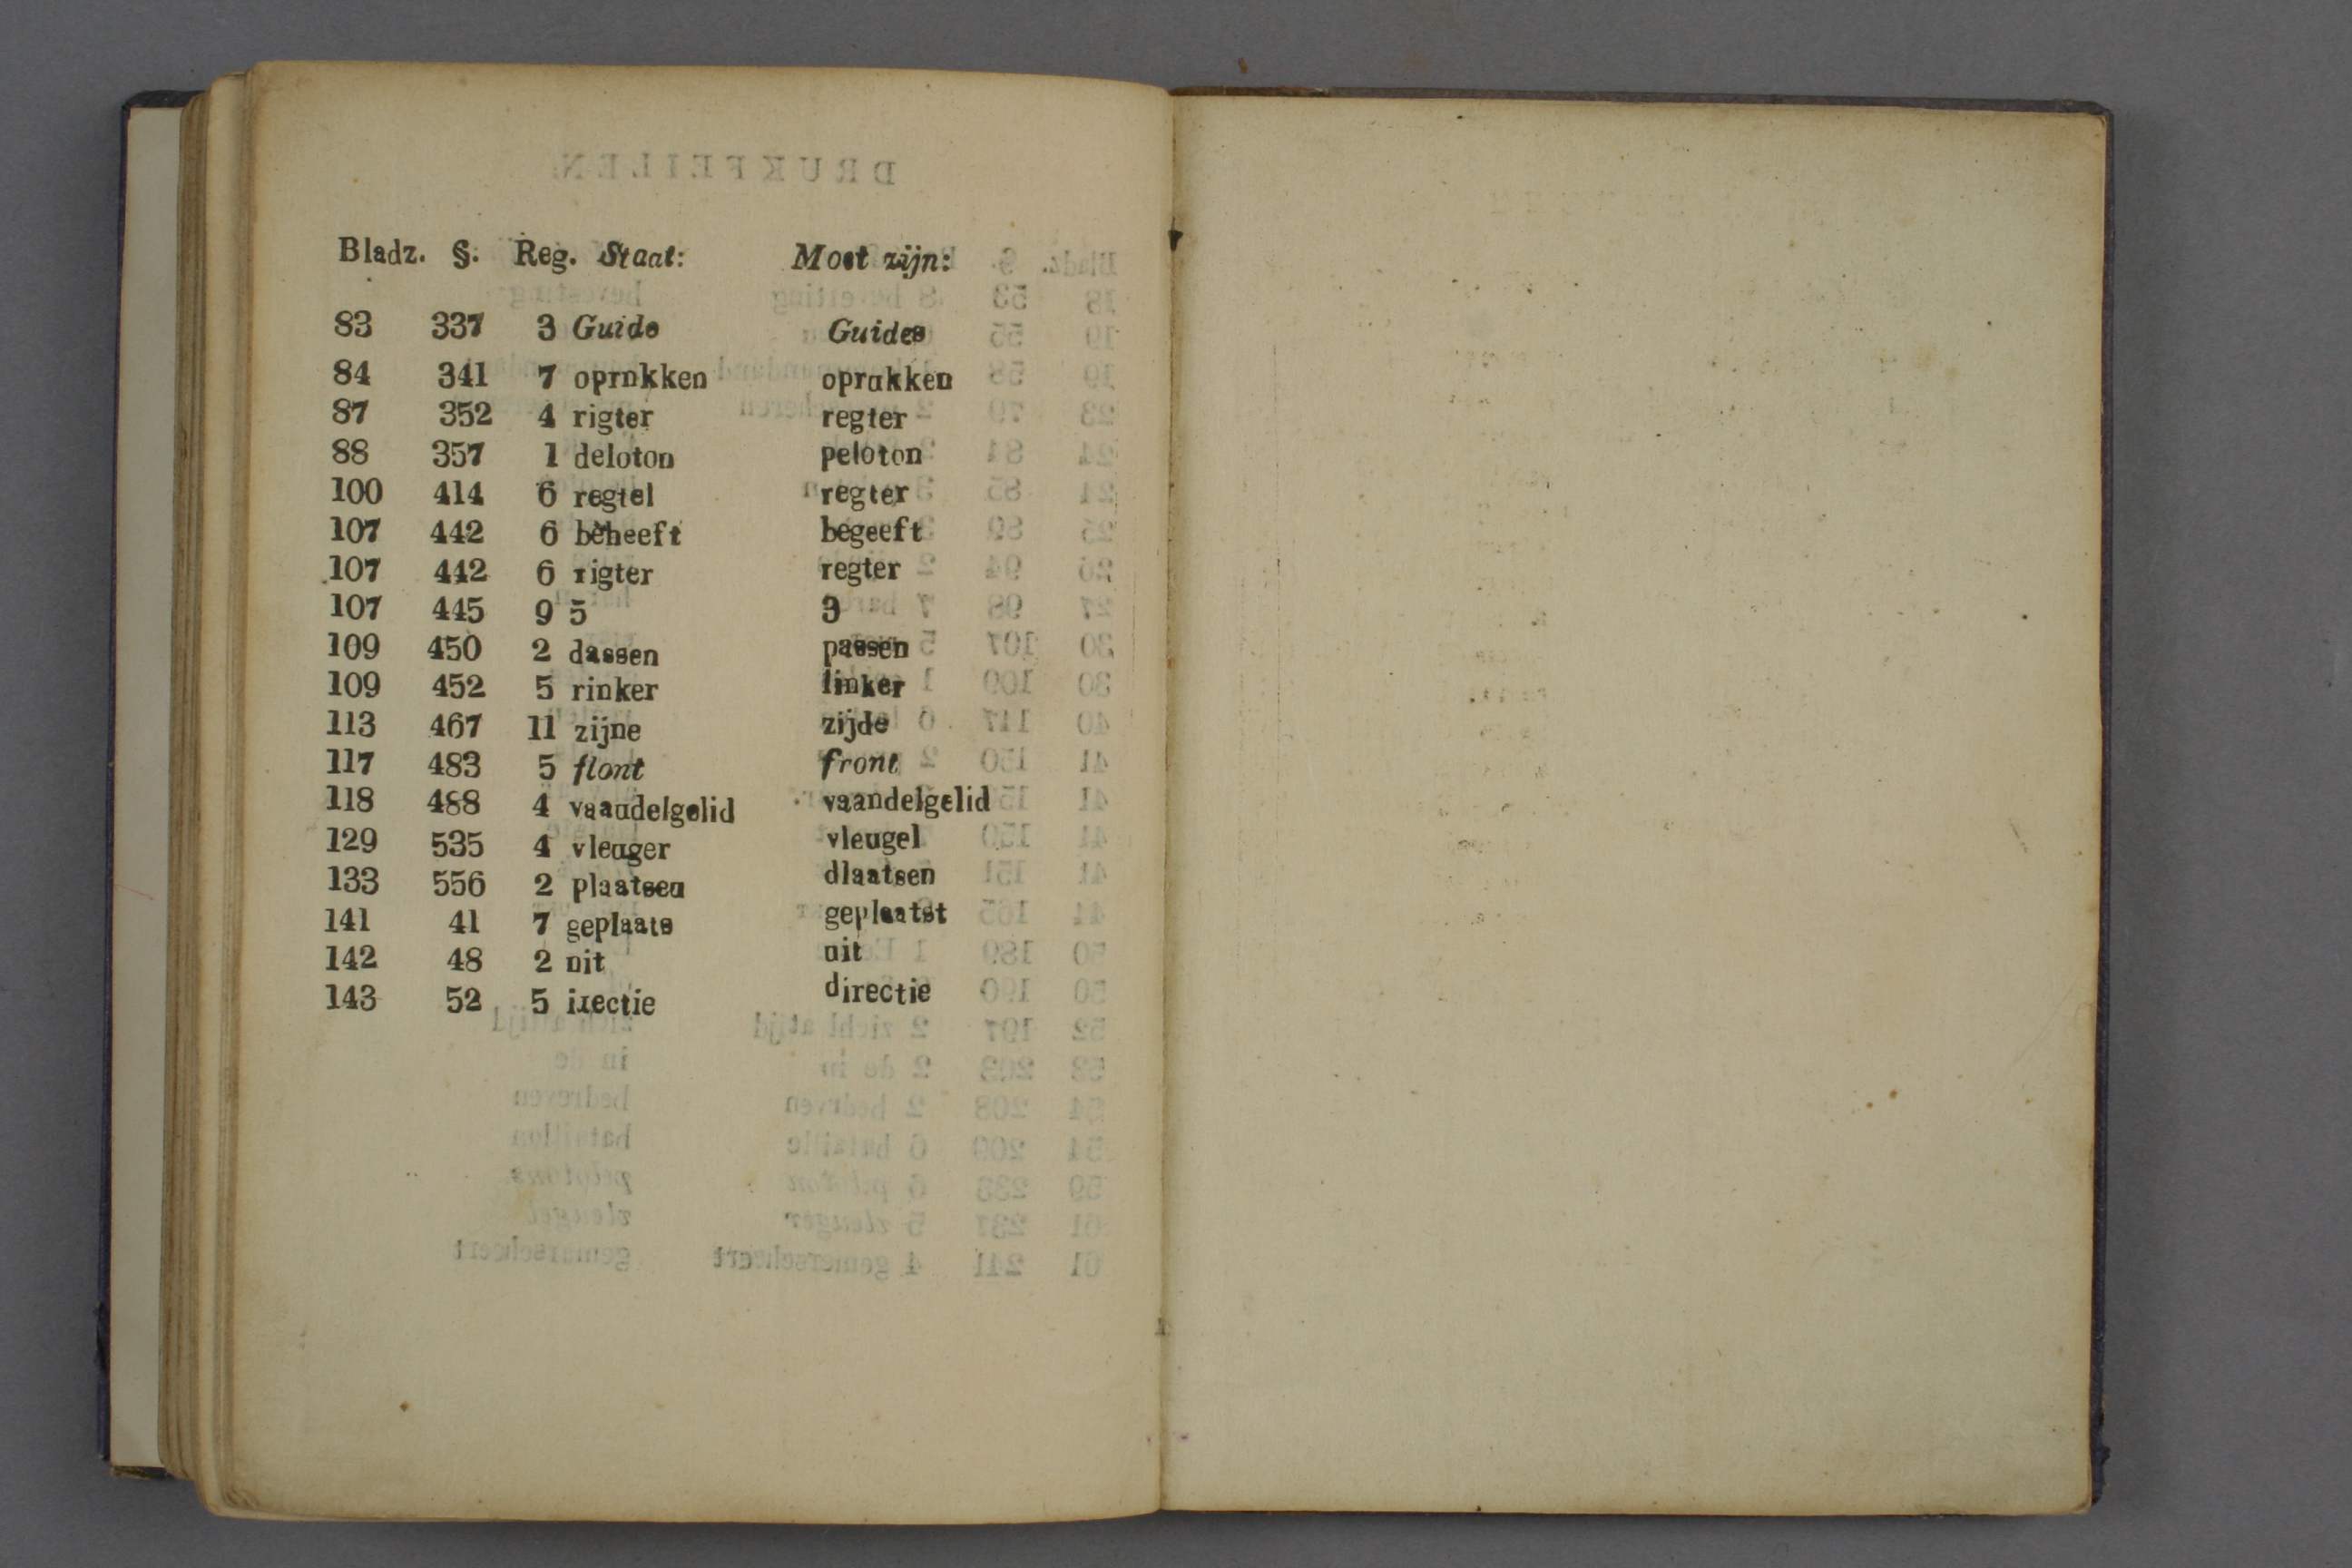 Bladz. §. Reg. Staat: Moet zijn:
83 337 3 Guide Guides
84 341 7 oprnkken oprukken
87 352 4 rigter regter
88 357 1 deloton peloton
100 414 6 regtel regter
107 442 6 beheeft begeeft
107 442 6 rigter regter
107 445 9 5 3
109 450 2 dassen passen
109 452 5 rinker linker
113 467 11 zijne zijde
117 483 5 flont front
118 488 4 vaaudelgelid vaandelgelid
129 535 4 vleuger vleugel
133 556 2 plaatsen dlaatsen
141 41 7 geplaats geplaatst
142 48 2 nit uit
143 52 5 irectie directie